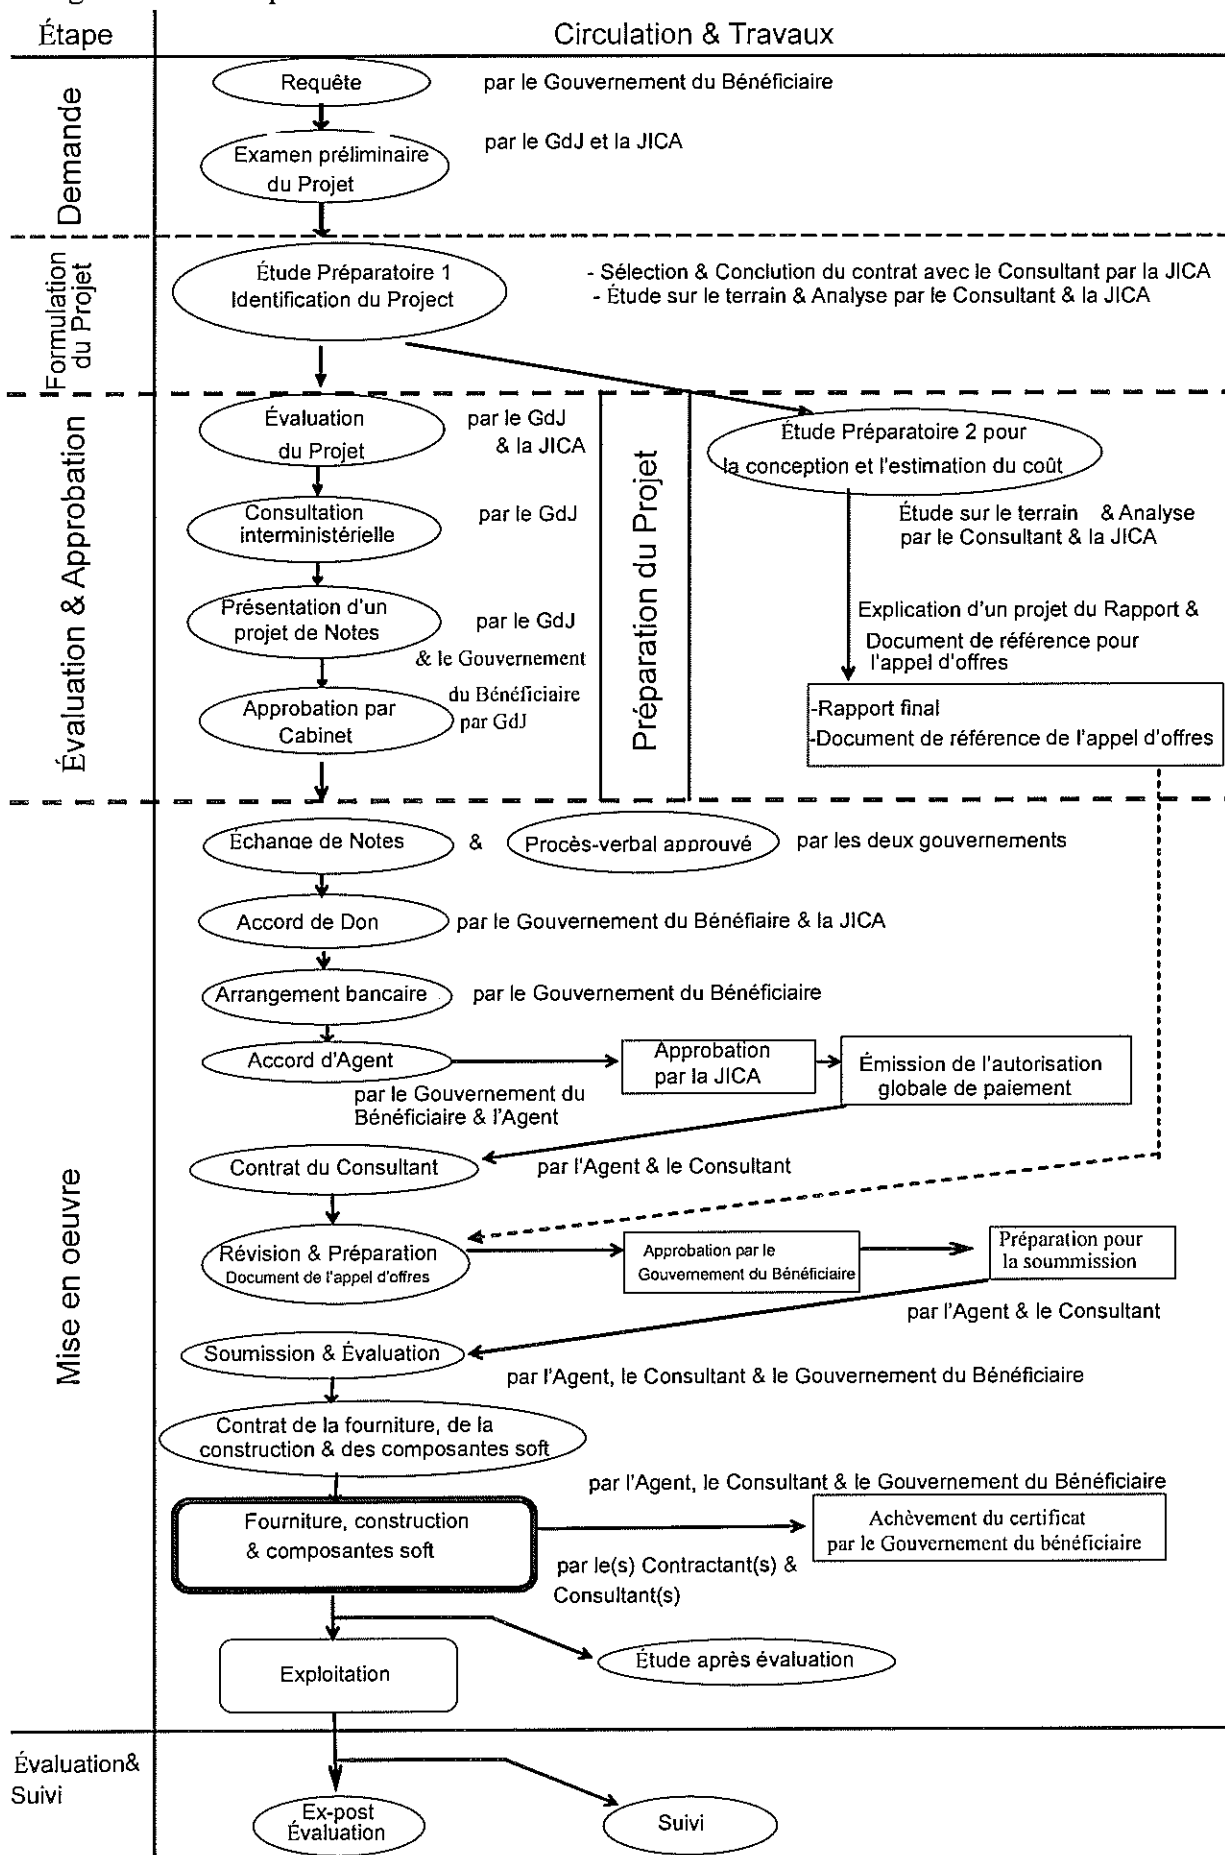 Étape
Circulation & Travaux
Demande
Requête
par le Gouvernement du Bénéficiaire
Examen préliminaire
du Projet
par le GdJ et la JICA
Formulation
du Projet
Étude Préparatoire 1
Identification du Project
- Sélection & Conclution du contrat avec le Consultant par la JICA
- Étude sur le terrain & Analyse par le Consultant & la JICA
Évaluation & Approbation
Évaluation
du Projet
par le GdJ
& la JICA
Consultation
interministérielle
par le GdJ
Présentation d'un
projet de Notes
par le GdJ
& le Gouvernement
du Bénéficiaire
Approbation par
Cabinet
par GdJ
Préparation du Projet
Étude Préparatoire 2 pour
la conception et l'estimation du coût
Étude sur le terrain & Analyse
par le Consultant & la JICA
Explication d'un projet du Rapport &
Document de référence pour
l'appel d'offres
-Rapport final
-Document de référence de l'appel d'offres
Mise en oeuvre
Échange de Notes
&
Procès-verbal approuvé
par les deux gouvernements
Accord de Don
par le Gouvernement du Bénéfiaire & la JICA
Arrangement bancaire
par le Gouvernement du Bénéficiaire
Accord d'Agent
par le Gouvernement du
Bénéficiaire & l'Agent
Approbation
par la JICA
Émission de l'autorisation
globale de paiement
Contrat du Consultant
par l'Agent & le Consultant
Révision & Préparation
Document de l'appel d'offres
Approbation par le
Gouvernement du Bénéficiaire
Préparation pour
la soummission
par l'Agent & le Consultant
Soumission & Évaluation
par l'Agent, le Consultant & le Gouvernement du Bénéficiaire
Contrat de la fourniture, de la
construction & des composantes soft
par l'Agent, le Consultant & le Gouvernement du Bénéficiaire
Fourniture, construction
& composantes soft
par le(s) Contractant(s) &
Consultant(s)
Achèvement du certificat
par le Gouvernement du bénéficiaire
Exploitation
Étude après évaluation
Évaluation&
Suivi
Ex-post
Évaluation
Suivi